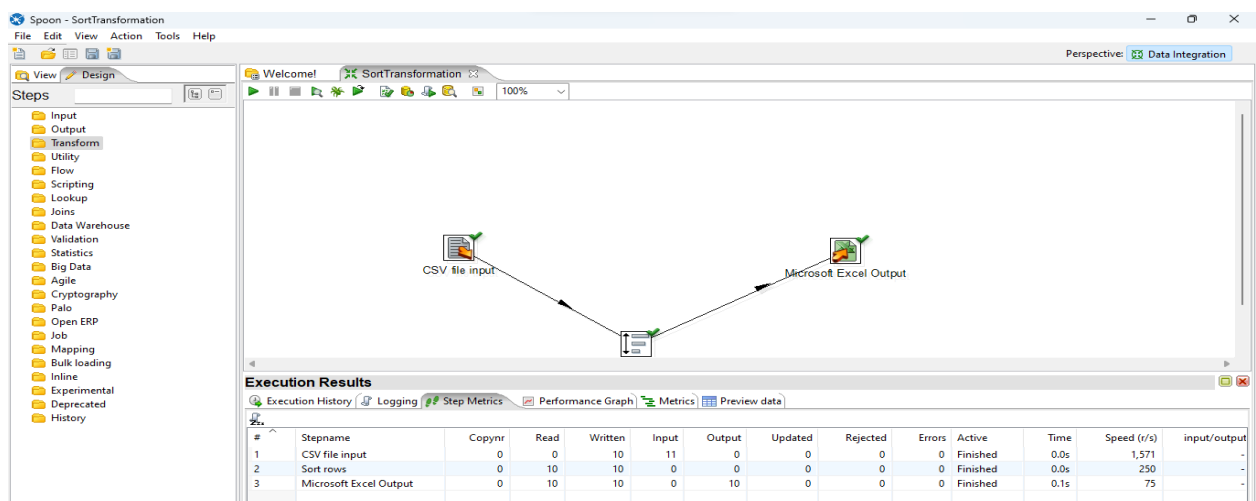 Spoon - SortTransformation
File Edit View Action Tools Help
Perspective: Data Integration
View Design
Welcome! SortTransformation
Steps
100%
Input
Output
Transform
Utility
Flow
Scripting
Lookup
Joins
Data Warehouse
Validation
Statistics
Big Data
Agile
Cryptography
Palo
Open ERP
Job
Mapping
Bulk loading
Inline
Experimental
Deprecated
History
CSV file input
Microsoft Excel Output
Execution Results
Execution History Logging Step Metrics Performance Graph Metrics Preview data
# Stepname Copynr Read Written Input Output Updated Rejected Errors Active Time Speed (r/s) input/output
1 CSV file input 0 0 10 11 0 0 0 0 Finished 0.0s 1,571 -
2 Sort rows 0 10 10 0 0 0 0 0 Finished 0.0s 250 -
3 Microsoft Excel Output 0 10 10 0 10 0 0 0 Finished 0.1s 75 -